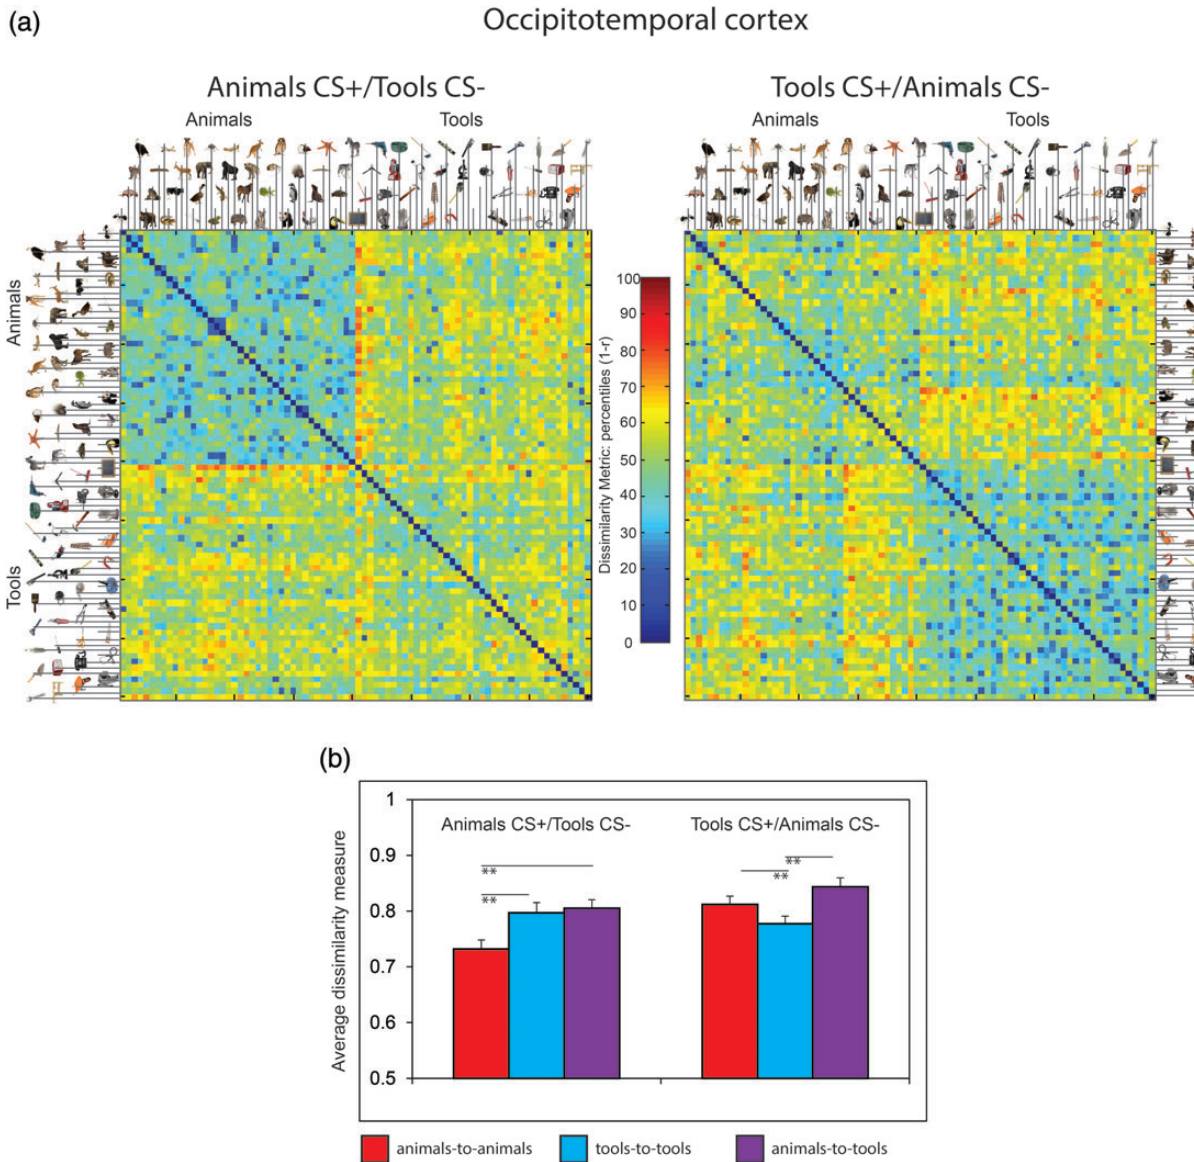 (a)
Occipitotemporal cortex
Animals CS+/Tools CS-
Tools CS+/Animals CS-
Animals
Tools
Animals
Tools
Animals
Tools
Dissimilarity Metric: percentiles (1-r)
100
90
80
70
60
50
40
30
20
10
0
(b)
Average dissimilarity measure
1
0.9
0.8
0.7
0.6
0.5
Animals CS+/Tools CS-
Tools CS+/Animals CS-
**
**
**
**
animals-to-animals
tools-to-tools
animals-to-tools